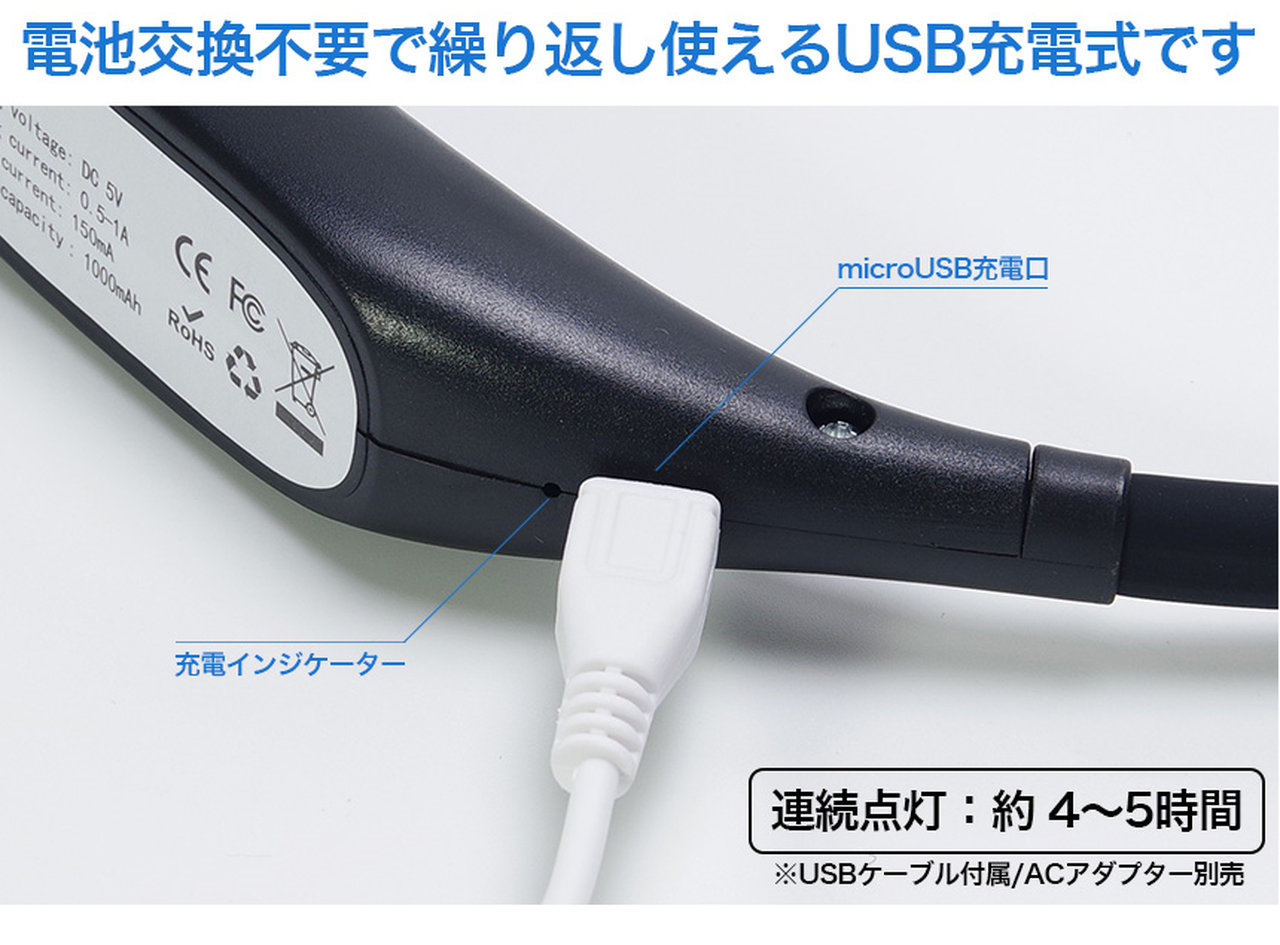 電池交換不要で繰り返し使えるUSB充電式です
voltage: DC 5V
current: 0.5-1A
current: 150mA
capacity : 1000mAh
CE FC
RoHS
microUSB充電口
充電インジケーター
連続点灯：約 4〜5時間
※USBケーブル付属/ACアダプター別売